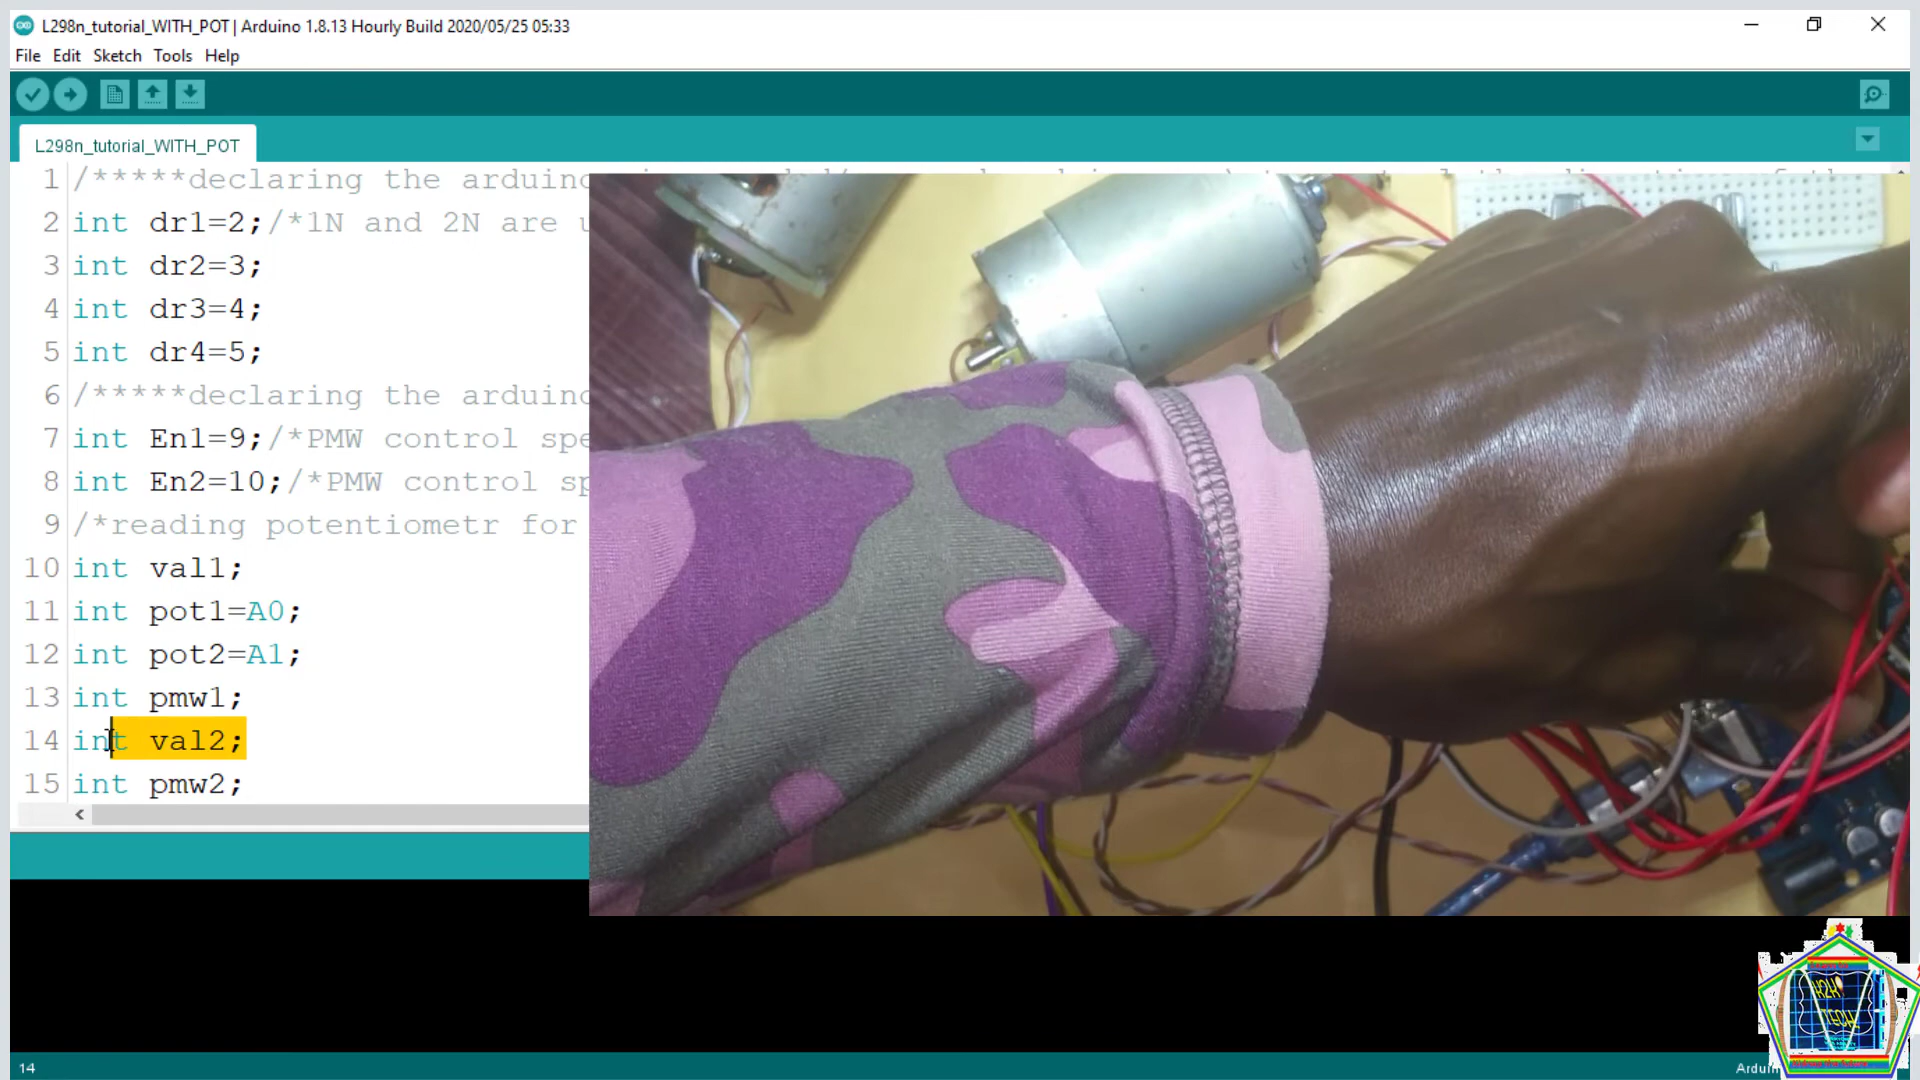 L298n_tutorial_WITH_POT | Arduino 1.8.13 Hourly Build 2020/05/25 05:33
File Edit Sketch Tools Help
L298n_tutorial_WITH_POT
1 /*****declaring the arduino
2 int dr1=2;/*1N and 2N are
3 int dr2=3;
4 int dr3=4;
5 int dr4=5;
6 /*****declaring the arduino
7 int En1=9;/*PMW control spe
8 int En2=10;/*PMW control sp
9 /*reading potentiometr for
10 int val1;
11 int pot1=A0;
12 int pot2=A1;
13 int pmw1;
14 int val2;
15 int pmw2;
14
H2K
TECH